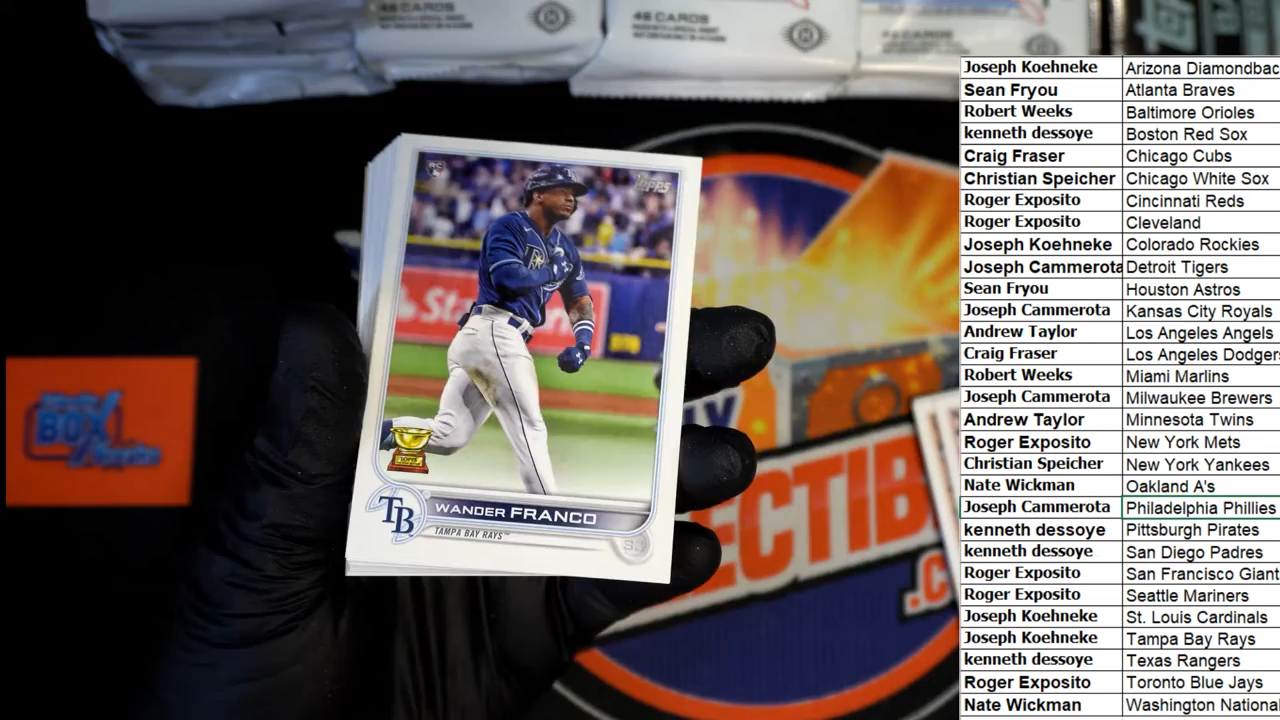 48 CARDS
48 CARDS
RC
TOPPS
Sta
TB
WANDER FRANCO
TAMPA BAY RAYS™
SS
BOX
ECTIB
.C
Joseph Koehneke Arizona Diamondbac
Sean Fryou Atlanta Braves
Robert Weeks Baltimore Orioles
kenneth dessoye Boston Red Sox
Craig Fraser Chicago Cubs
Christian Speicher Chicago White Sox
Roger Exposito Cincinnati Reds
Roger Exposito Cleveland
Joseph Koehneke Colorado Rockies
Joseph Cammerota Detroit Tigers
Sean Fryou Houston Astros
Joseph Cammerota Kansas City Royals
Andrew Taylor Los Angeles Angels
Craig Fraser Los Angeles Dodgers
Robert Weeks Miami Marlins
Joseph Cammerota Milwaukee Brewers
Andrew Taylor Minnesota Twins
Roger Exposito New York Mets
Christian Speicher New York Yankees
Nate Wickman Oakland A's
Joseph Cammerota Philadelphia Phillies
kenneth dessoye Pittsburgh Pirates
kenneth dessoye San Diego Padres
Roger Exposito San Francisco Giant
Roger Exposito Seattle Mariners
Joseph Koehneke St. Louis Cardinals
Joseph Koehneke Tampa Bay Rays
kenneth dessoye Texas Rangers
Roger Exposito Toronto Blue Jays
Nate Wickman Washington National